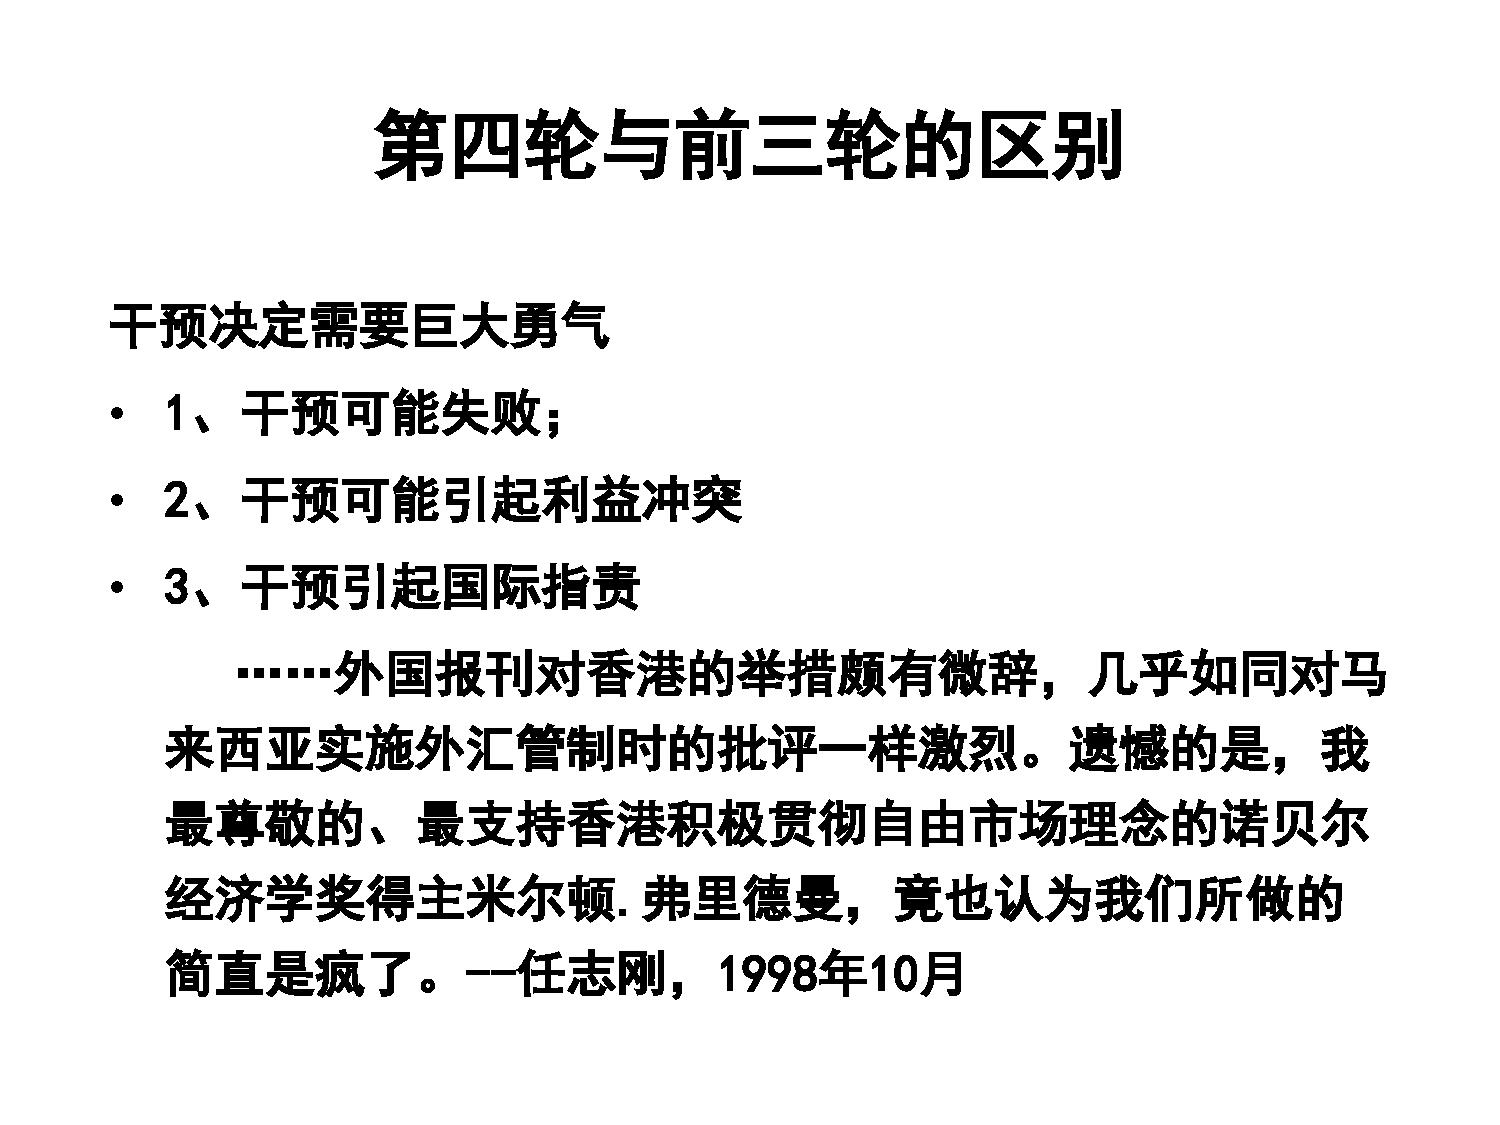 第四轮与前三轮的区别
干预决定需要巨大勇气
• 1、干预可能失败;
• 2、干预可能引起利益冲突
• 3、干预引起国际指责
……外国报刊对香港的举措颇有微辞，几乎如同对马
来西亚实施外汇管制时的批评一样激烈。遗憾的是，我
最尊敬的、最支持香港积极贯彻自由市场理念的诺贝尔
经济学奖得主米尔顿.弗里德曼，竟也认为我们所做的
简直是疯了。--任志刚，1998年10月